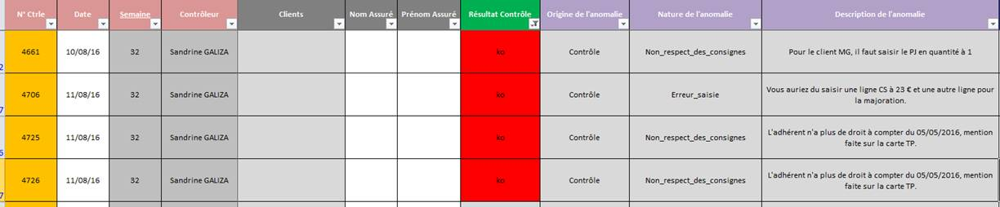 N° Ctrle Date Semaine Contrôleur Clients Nom Assuré Prénom Assuré Résultat Contrôle Origine de l'anomalie Nature de l'anomalie Description de l'anomalie
4661 10/08/16 32 Sandrine GALIZA ko Contrôle Non_respect_des_consignes Pour le client MG, il faut saisir le PJ en quantité à 1
4706 11/08/16 32 Sandrine GALIZA ko Contrôle Erreur_saisie Vous auriez du saisir une ligne CS à 23 € et une autre ligne pour
la majoration.
4725 11/08/16 32 Sandrine GALIZA ko Contrôle Non_respect_des_consignes L'adhérent n'a plus de droit à compter du 05/05/2016, mention
faite sur la carte TP.
4726 11/08/16 32 Sandrine GALIZA ko Contrôle Non_respect_des_consignes L'adhérent n'a plus de droit à compter du 05/05/2016, mention
faite sur la carte TP.